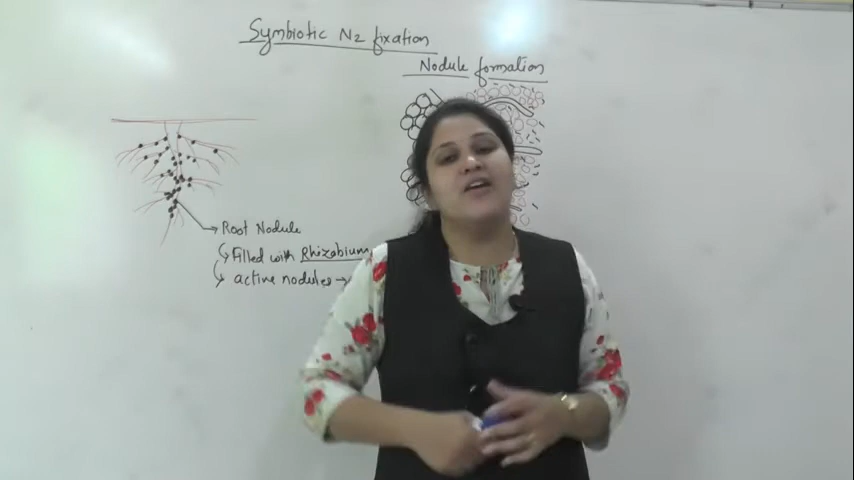 Symbiotic N2 fixation
Nodule formation
Root Nodule
Filled with Rhizobium
active nodules →